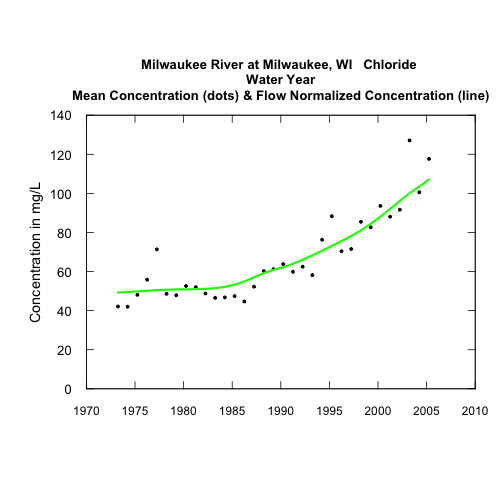 Milwaukee River at Milwaukee, WI   Chloride
Water Year
Mean Concentration (dots) & Flow Normalized Concentration (line)
140
120
100
80
60
40
20
0
Concentration in mg/L
1970 1975 1980 1985 1990 1995 2000 2005 2010